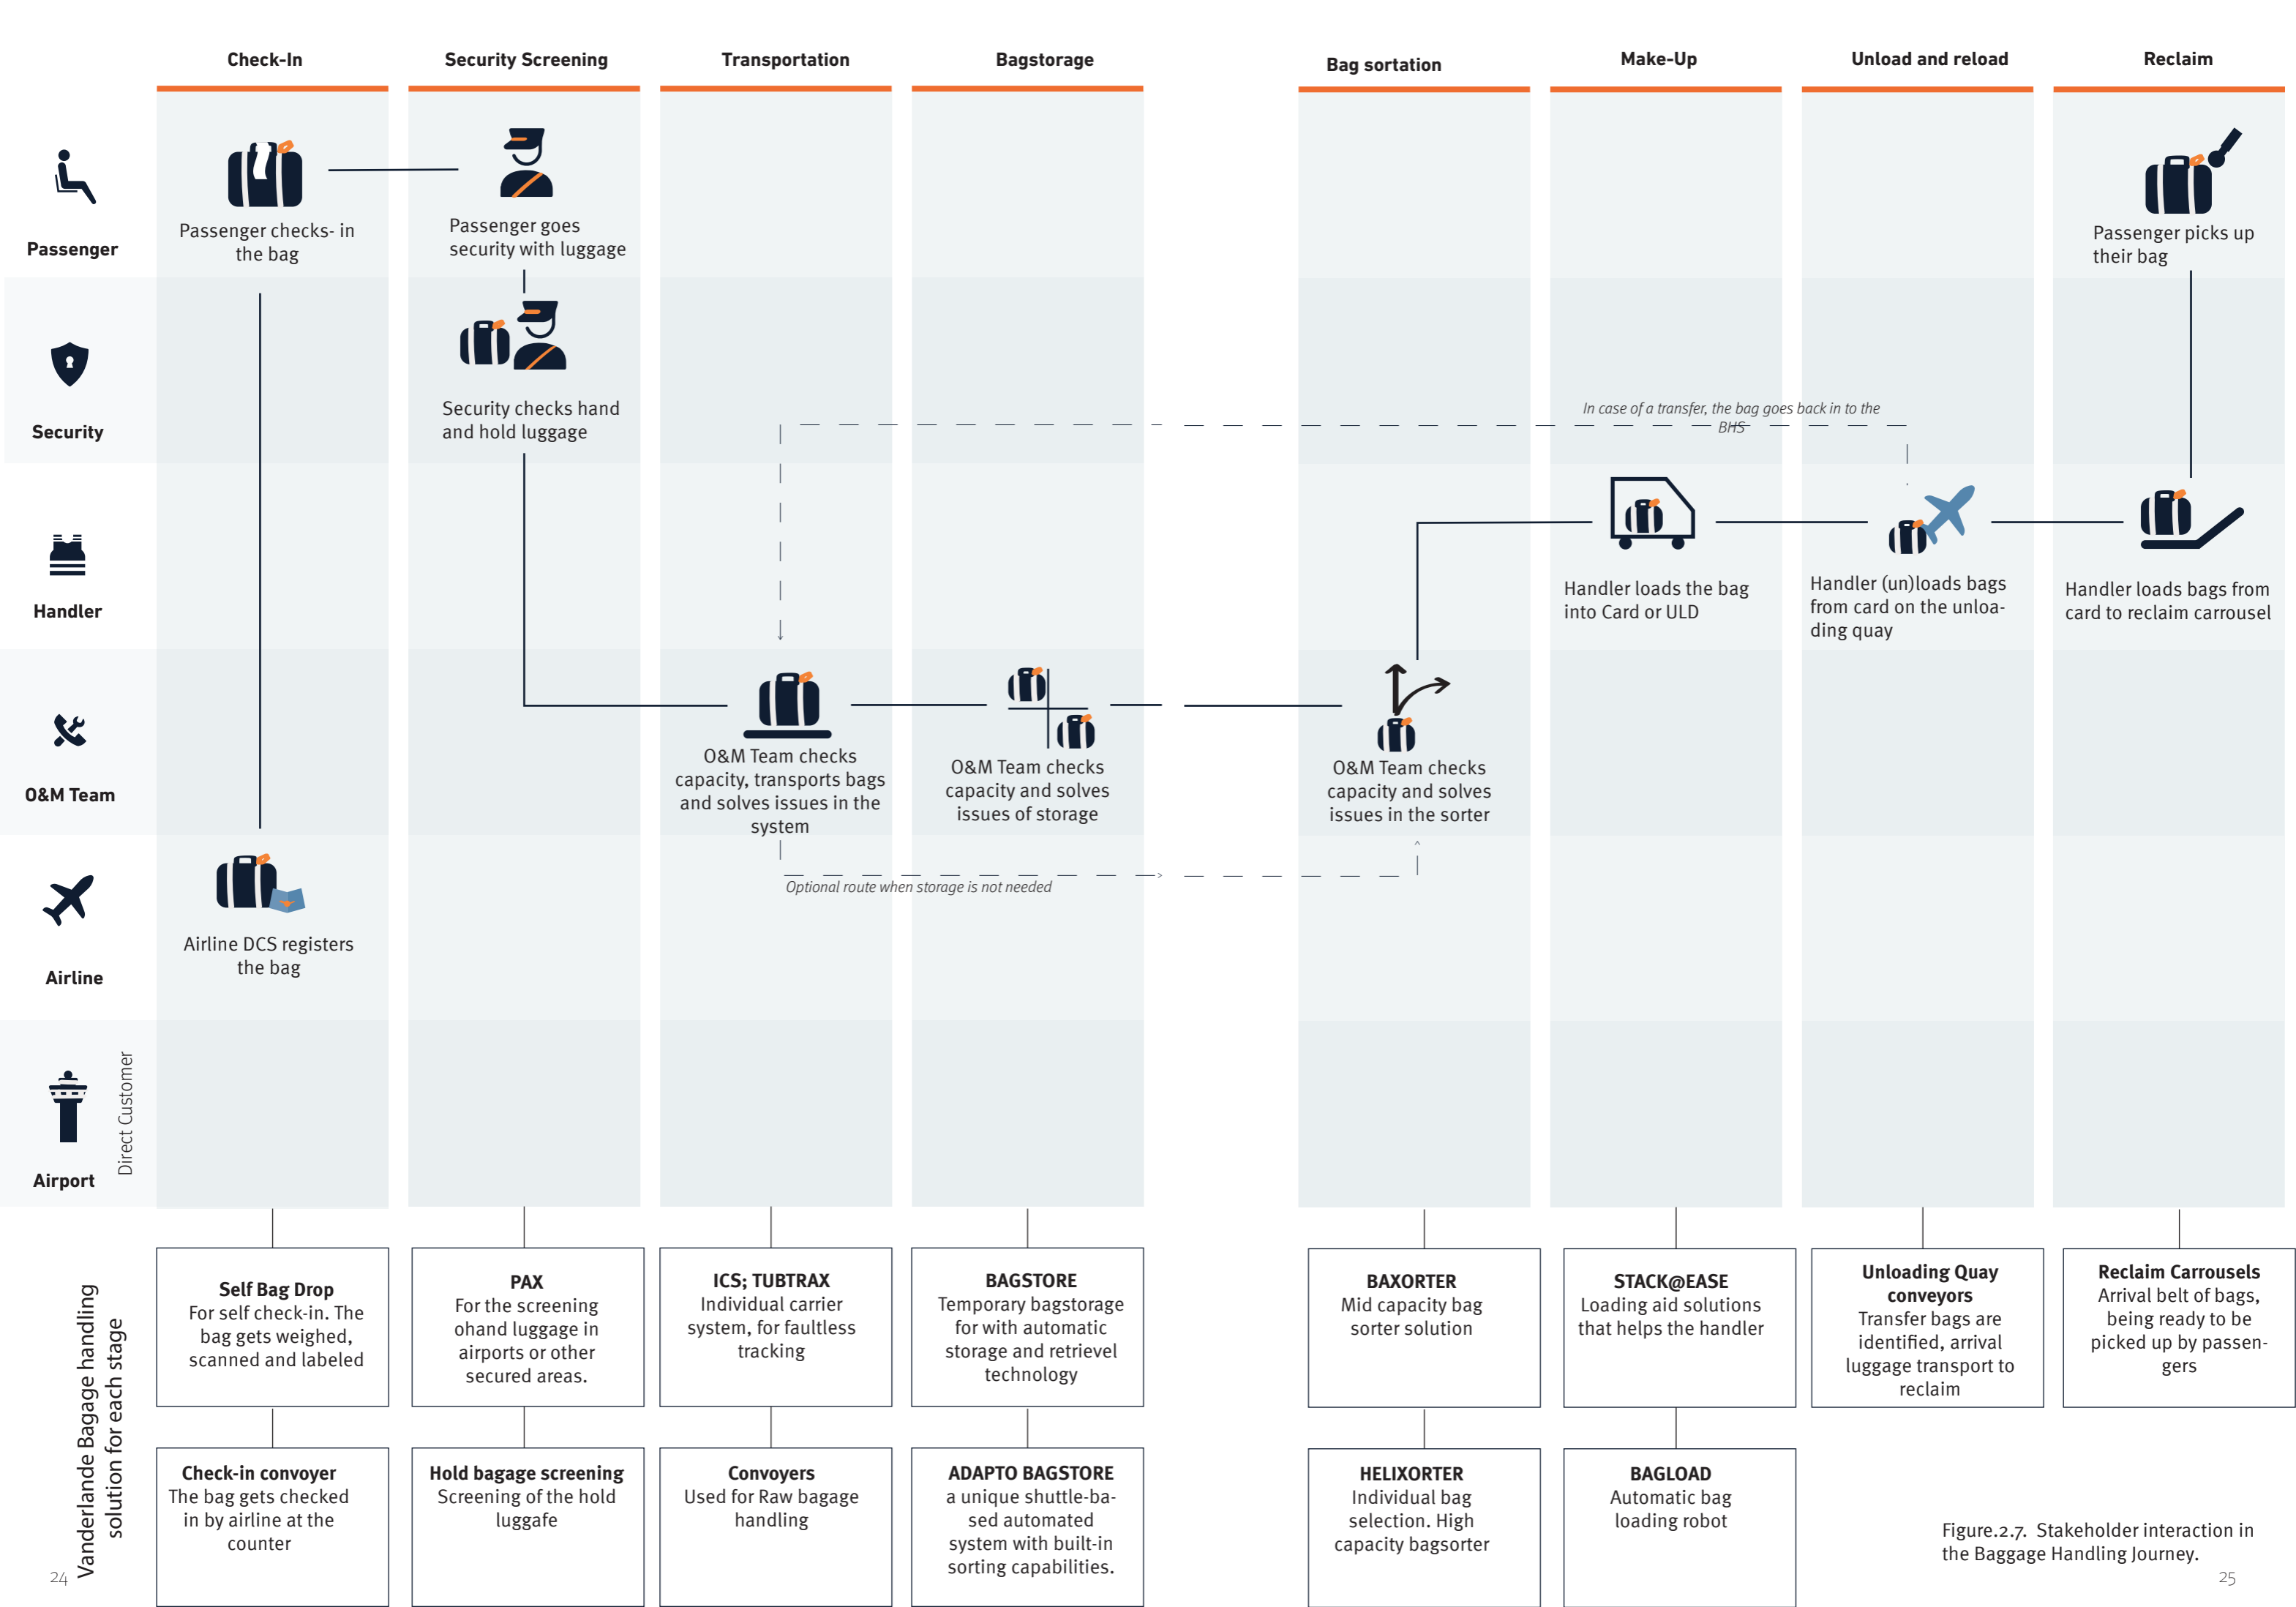 Check-In
Security Screening
Transportation
Bagstorage
Bag sortation
Make-Up
Unload and reload
Reclaim
Passenger
Passenger checks- in
the bag
Passenger goes
security with luggage
Passenger picks up
their bag
Security
Security checks hand
and hold luggage
In case of a transfer, the bag goes back in to the
BHS
Handler
Handler loads the bag
into Card or ULD
Handler (un)loads bags
from card on the unloa-
ding quay
Handler loads bags from
card to reclaim carrousel
O&M Team
O&M Team checks
capacity, transports bags
and solves issues in the
system
O&M Team checks
capacity and solves
issues of storage
O&M Team checks
capacity and solves
issues in the sorter
Optional route when storage is not needed
Airline
Airline DCS registers
the bag
Airport
Direct Customer
Vanderlande Bagage handling
solution for each stage
Self Bag Drop
For self check-in. The
bag gets weighed,
scanned and labeled
PAX
For the screening
ohand luggage in
airports or other
secured areas.
ICS; TUBTRAX
Individual carrier
system, for faultless
tracking
BAGSTORE
Temporary bagstorage
for with automatic
storage and retrievel
technology
BAXORTER
Mid capacity bag
sorter solution
STACK@EASE
Loading aid solutions
that helps the handler
Unloading Quay
conveyors
Transfer bags are
identified, arrival
luggage transport to
reclaim
Reclaim Carrousels
Arrival belt of bags,
being ready to be
picked up by passen-
gers
Check-in convoyer
The bag gets checked
in by airline at the
counter
Hold bagage screening
Screening of the hold
luggafe
Convoyers
Used for Raw bagage
handling
ADAPTO BAGSTORE
a unique shuttle-ba-
sed automated
system with built-in
sorting capabilities.
HELIXORTER
Individual bag
selection. High
capacity bagsorter
BAGLOAD
Automatic bag
loading robot
Figure.2.7. Stakeholder interaction in
the Baggage Handling Journey.
24
25